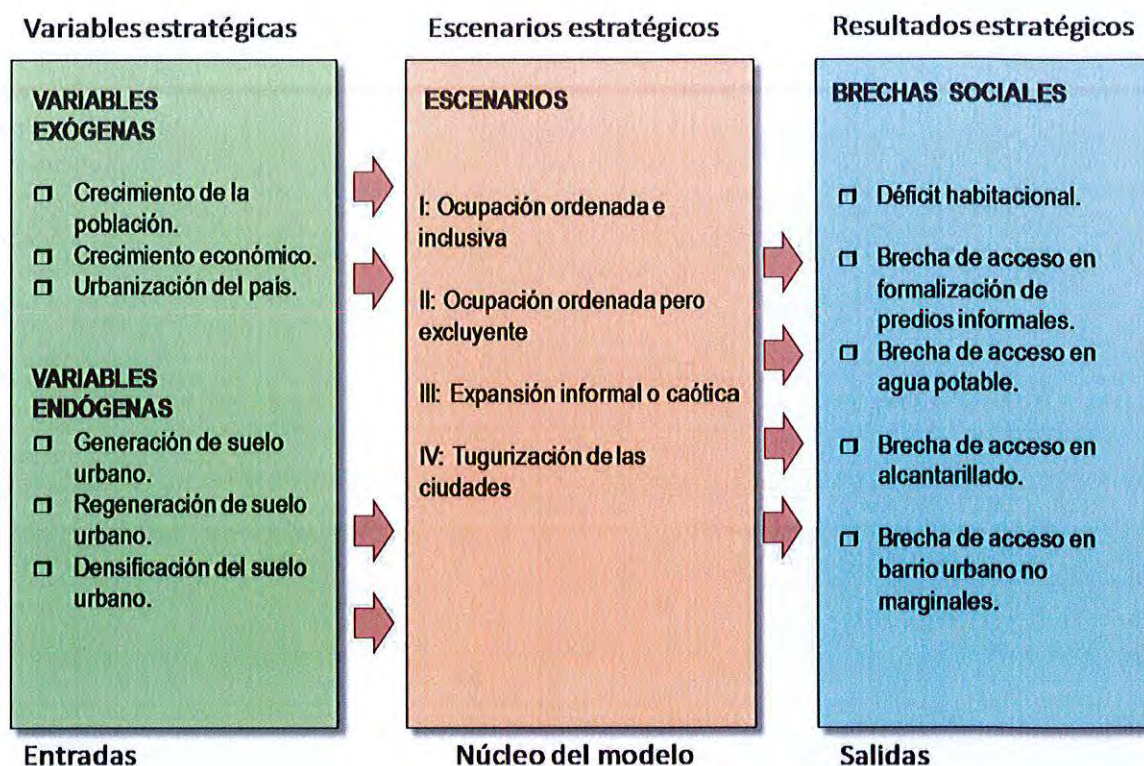 Variables estratégicas
VARIABLES
EXÓGENAS
❑ Crecimiento de la
población.
❑ Crecimiento económico.
❑ Urbanización del país.
VARIABLES
ENDÓGENAS
❑ Generación de suelo
urbano.
❑ Regeneración de suelo
urbano.
❑ Densificación del suelo
urbano.
Entradas
Escenarios estratégicos
ESCENARIOS
I: Ocupación ordenada e
inclusiva
II: Ocupación ordenada pero
excluyente
III: Expansión informal o caótica
IV: Tugurización de las
ciudades
Núcleo del modelo
Resultados estratégicos
BRECHAS SOCIALES
❑ Déficit habitacional.
❑ Brecha de acceso en
formalización de
predios informales.
❑ Brecha de acceso en
agua potable.
❑ Brecha de acceso en
alcantarillado.
❑ Brecha de acceso en
barrio urbano no
marginales.
Salidas